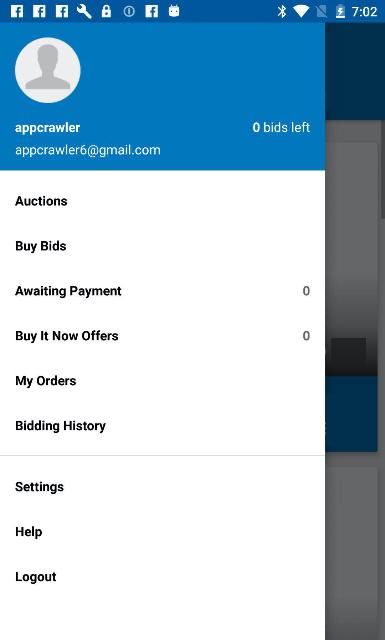 7:02
appcrawler
0 bids left
appcrawler6@gmail.com
Auctions
Buy Bids
Awaiting Payment 0
Buy It Now Offers 0
My Orders
Bidding History
Settings
Help
Logout